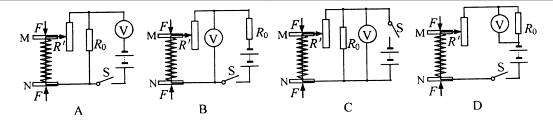 F M R' R₀ V N F S A
F M R' V R₀ N F S B
F M R' R₀ V S N F C
F M R' V R₀ N F S D